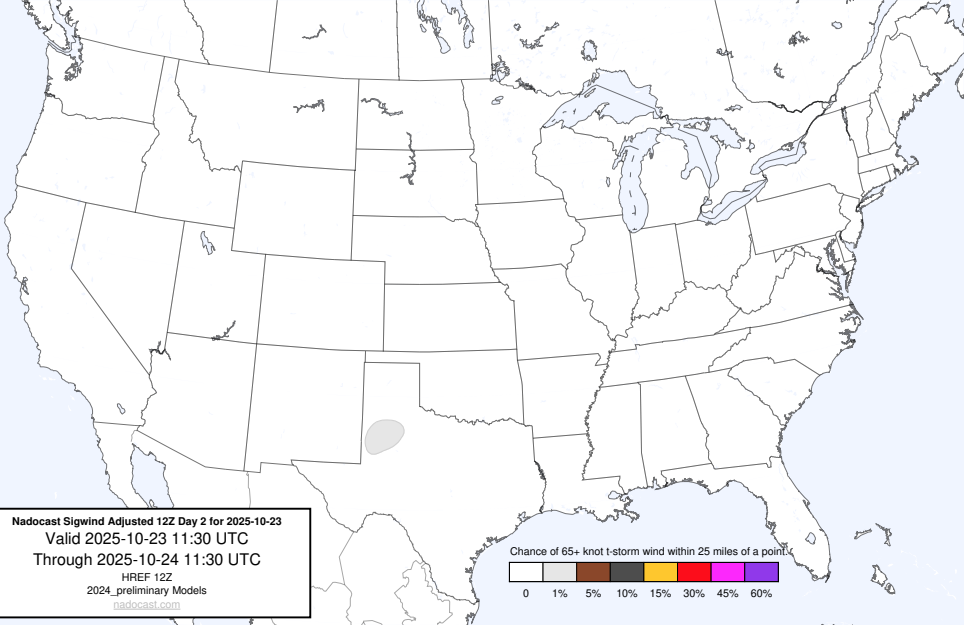 Nadocast Sigwind Adjusted 12Z Day 2 for 2025-10-23
Valid 2025-10-23 11:30 UTC
Through 2025-10-24 11:30 UTC
HREF 12Z
2024_preliminary Models
nadocast.com
Chance of 65+ knot t-storm wind within 25 miles of a point.
0 1% 5% 10% 15% 30% 45% 60%